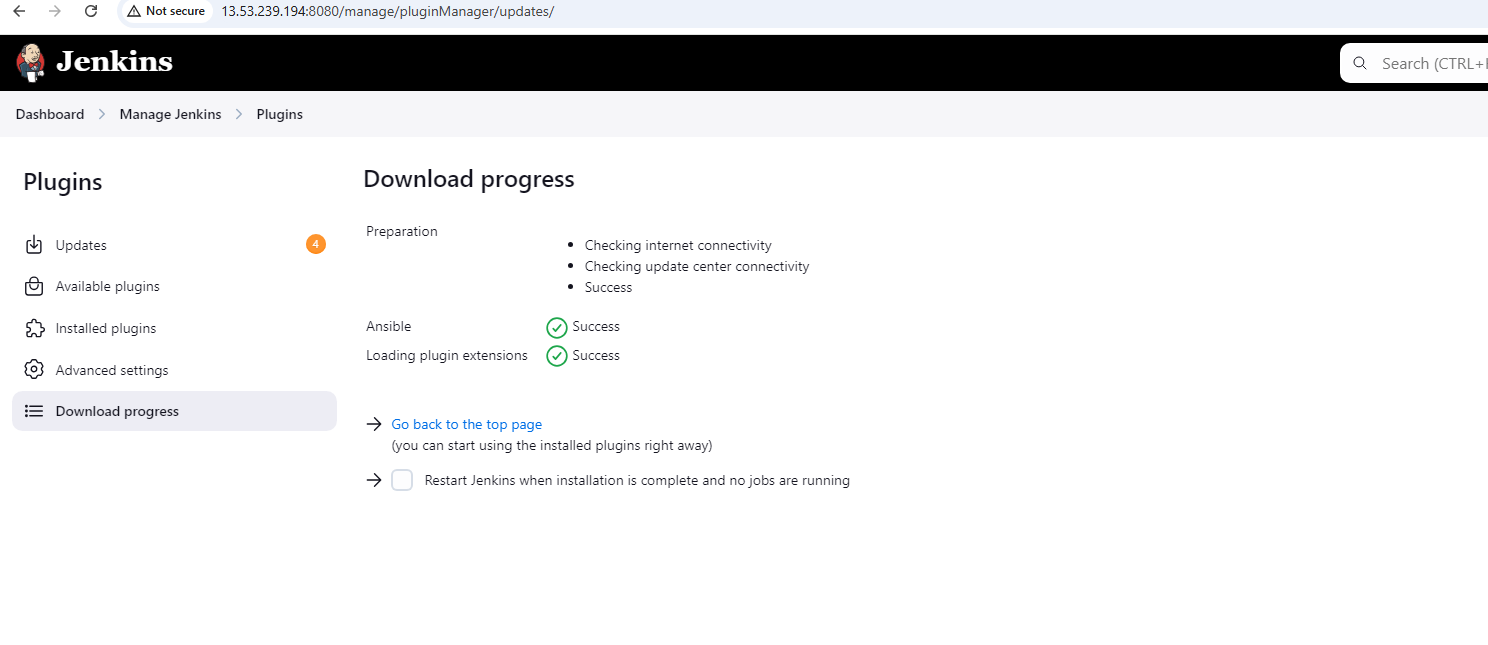 Not secure 13.53.239.194:8080/manage/pluginManager/updates/
Jenkins
Search (CTRL+
Dashboard > Manage Jenkins > Plugins
Plugins
Updates 4
Available plugins
Installed plugins
Advanced settings
Download progress
Download progress
Preparation
• Checking internet connectivity
• Checking update center connectivity
• Success
Ansible Success
Loading plugin extensions Success
→ Go back to the top page
(you can start using the installed plugins right away)
→ Restart Jenkins when installation is complete and no jobs are running